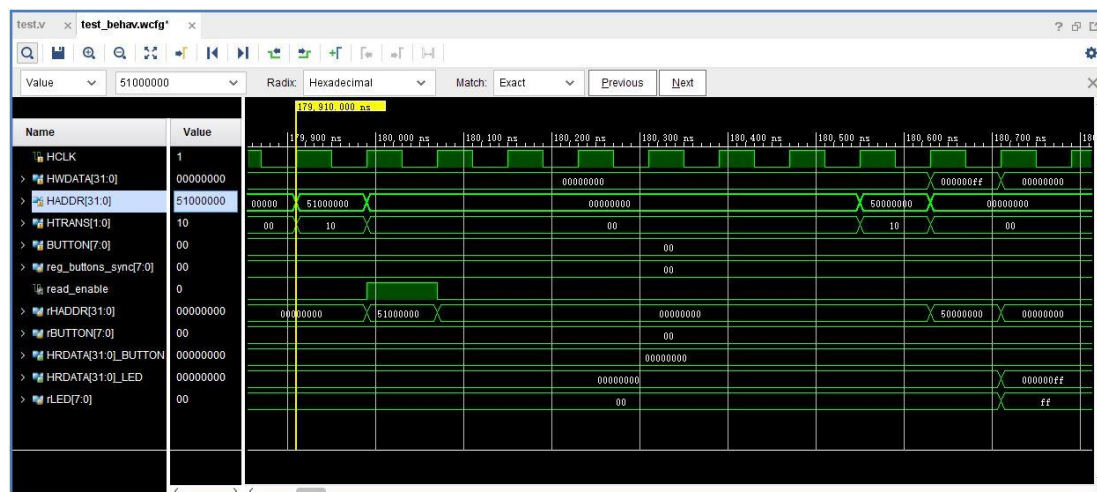 test.v × test_behav.wcfg* ×
Value 51000000 Radix: Hexadecimal Match: Exact Previous Next
179,910.000 ns
Name Value 179,900 ns 180,000 ns 180,100 ns 180,200 ns 180,300 ns 180,400 ns 180,500 ns 180,600 ns 180,700 ns
HCLK 1
HWDATA[31:0] 00000000 00000000 000000ff 00000000
HADDR[31:0] 51000000 00000 51000000 00000000 50000000 00000000
HTRANS[1:0] 10 00 10 00 10 00
BUTTON[7:0] 00 00
reg_buttons_sync[7:0] 00 00
read_enable 0
rHADDR[31:0] 00000000 00000000 51000000 00000000 50000000 00000000
rBUTTON[7:0] 00 00
HRDATA[31:0]_BUTTON 00000000 00000000
HRDATA[31:0]_LED 00000000 00000000 000000ff
rLED[7:0] 00 00 ff